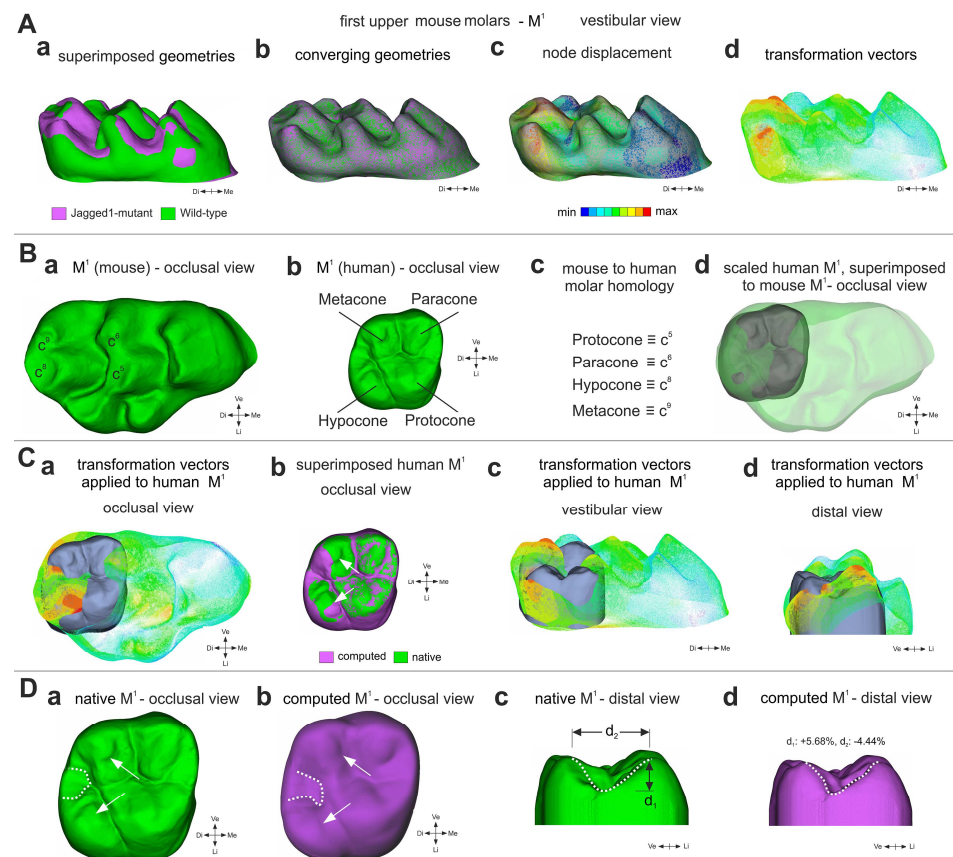 A
first upper mouse molars - M¹ vestibular view
a superimposed geometries
b converging geometries
c node displacement
d transformation vectors
Di Me
Di Me
Di Me
Di Me
Jagged1-mutant Wild-type
min max
B
a M¹ (mouse) - occlusal view
b M¹ (human) - occlusal view
c mouse to human
molar homology
d scaled human M¹, superimposed
to mouse M¹- occlusal view
c⁹
c⁶
c⁸
c⁵
Ve
Di Me
Li
Metacone Paracone
Hypocone Protocone
Ve
Di Me
Li
Protocone ≡ c⁵
Paracone ≡ c⁶
Hypocone ≡ c⁸
Metacone ≡ c⁹
Ve
Di Me
Li
C
a transformation vectors
applied to human M¹
occlusal view
b superimposed human M¹
occlusal view
c transformation vectors
applied to human M¹
vestibular view
d transformation vectors
applied to human M¹
distal view
Ve
Di Me
Li
Ve
Di Me
Li
computed native
Di Me
Ve Li
D
a native M¹- occlusal view
b computed M¹- occlusal view
c native M¹- distal view
d computed M¹- distal view
Ve
Di Me
Li
Ve
Di Me
Li
d₂
d₁
Ve Li
d₁: +5.68%, d₂: -4.44%
Ve Li